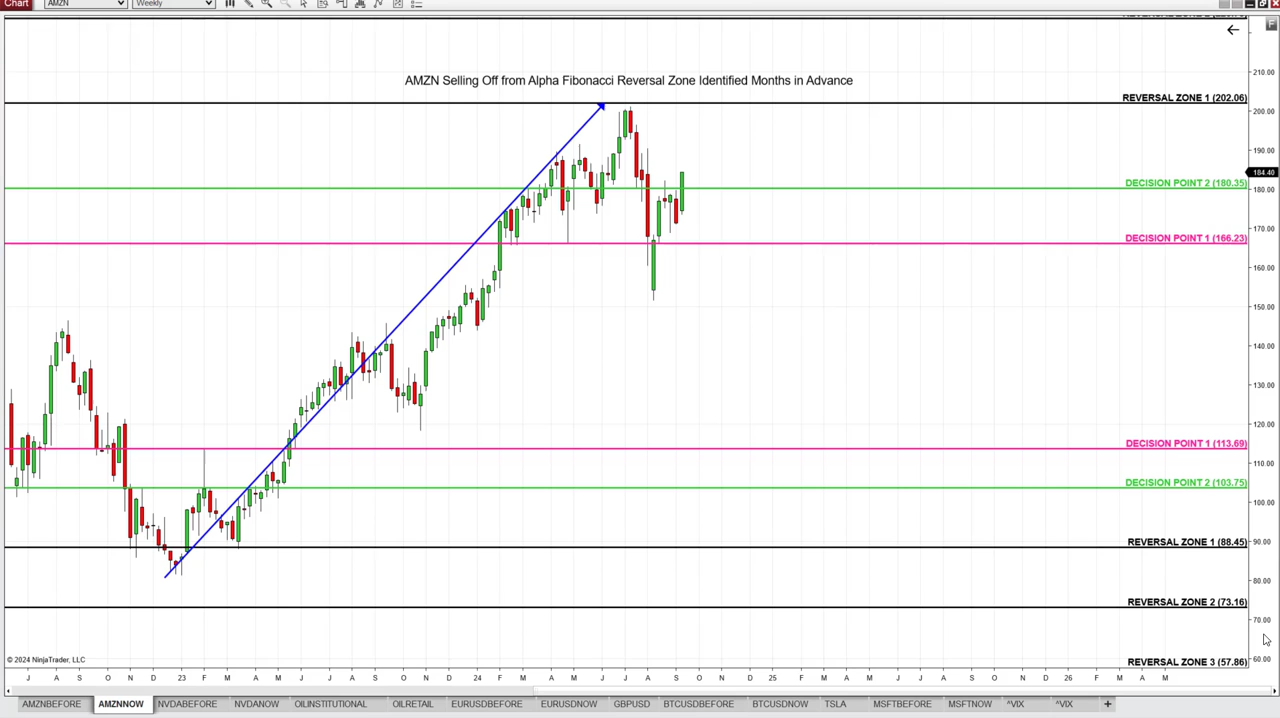 Chart
AMZN
Weekly
F
210.00
AMZN Selling Off from Alpha Fibonacci Reversal Zone Identified Months in Advance
REVERSAL ZONE 1 (202.06)
200.00
190.00
DECISION POINT 2 (180.35)
184.40
180.00
170.00
DECISION POINT 1 (166.23)
160.00
150.00
140.00
130.00
120.00
DECISION POINT 1 (113.69)
110.00
DECISION POINT 2 (103.75)
100.00
REVERSAL ZONE 1 (88.45)
90.00
80.00
REVERSAL ZONE 2 (73.16)
70.00
© 2024 NinjaTrader, LLC
REVERSAL ZONE 3 (57.86)
60.00
J A S O N D 23 F M A M J J A S O N D 24 F M A M J J A S O N D 25 F M A M J J A S O N D 26 F M A M
AMZNBEFORE AMZNNOW NVDABEFORE NVDANOW OILINSTITUTIONAL OILRETAIL EURUSDBEFORE EURUSDNOW GBPUSD BTCUSDBEFORE BTCUSDNOW TSLA MSFTBEFORE MSFTNOW ^VIX ^VIX +